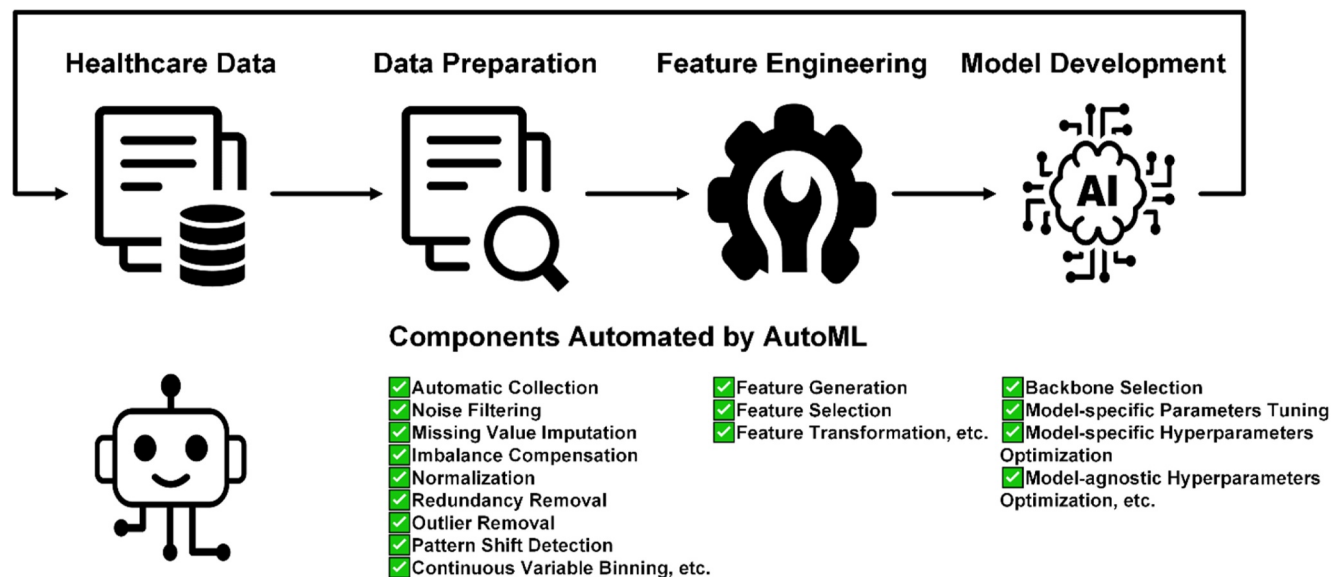 Healthcare Data
Data Preparation
Feature Engineering
Model Development
AI
Components Automated by AutoML
Automatic Collection
Noise Filtering
Missing Value Imputation
Imbalance Compensation
Normalization
Redundancy Removal
Outlier Removal
Pattern Shift Detection
Continuous Variable Binning, etc.
Feature Generation
Feature Selection
Feature Transformation, etc.
Backbone Selection
Model-specific Parameters Tuning
Model-specific Hyperparameters
Optimization
Model-agnostic Hyperparameters
Optimization, etc.